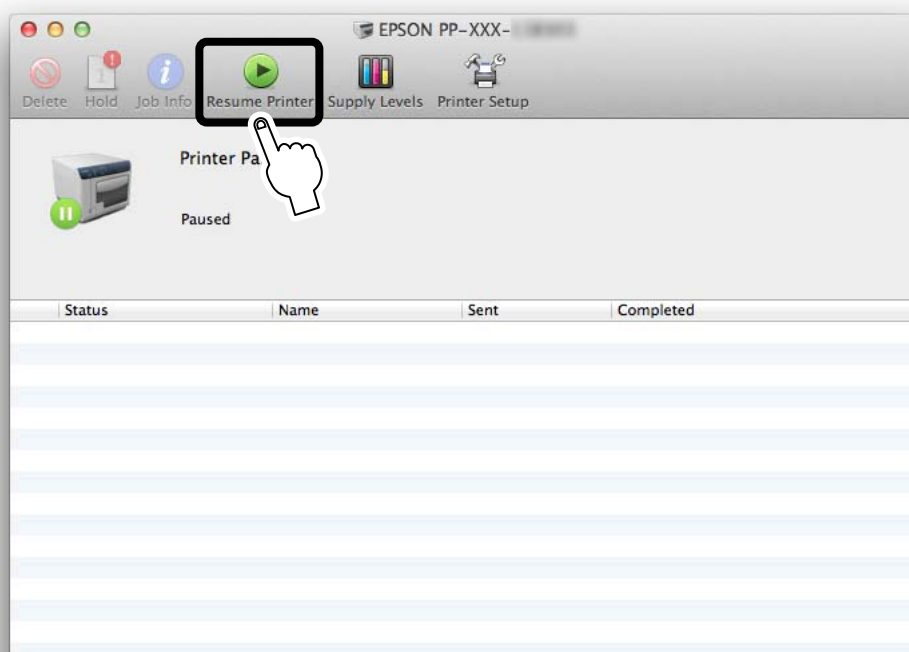 EPSON PP-XXX-
Delete Hold Job Info Resume Printer Supply Levels Printer Setup
Printer Pa
Paused
Status Name Sent Completed